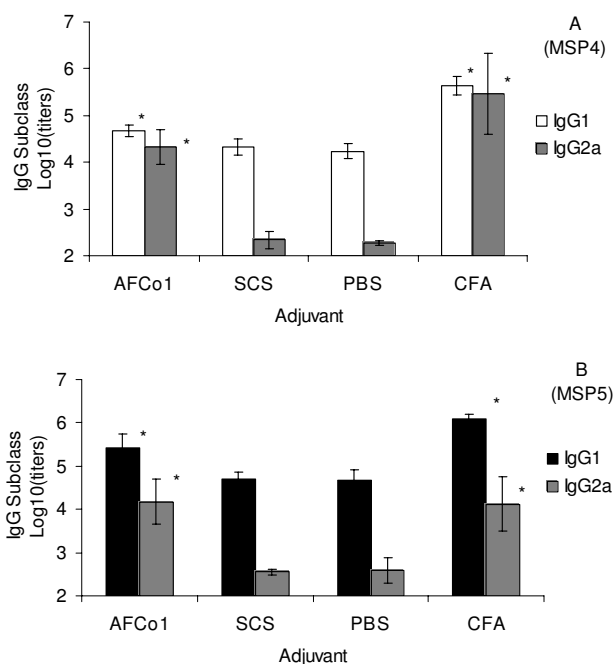 A
(MSP4)
7
6
5
4
3
2
IgG Subclass
Log10(titers)
*
*
*
*
IgG1
IgG2a
AFCo1 SCS PBS CFA
Adjuvant
B
(MSP5)
7
6
5
4
3
2
IgG Subclass
Log10(titers)
*
*
*
*
IgG1
IgG2a
AFCo1 SCS PBS CFA
Adjuvant